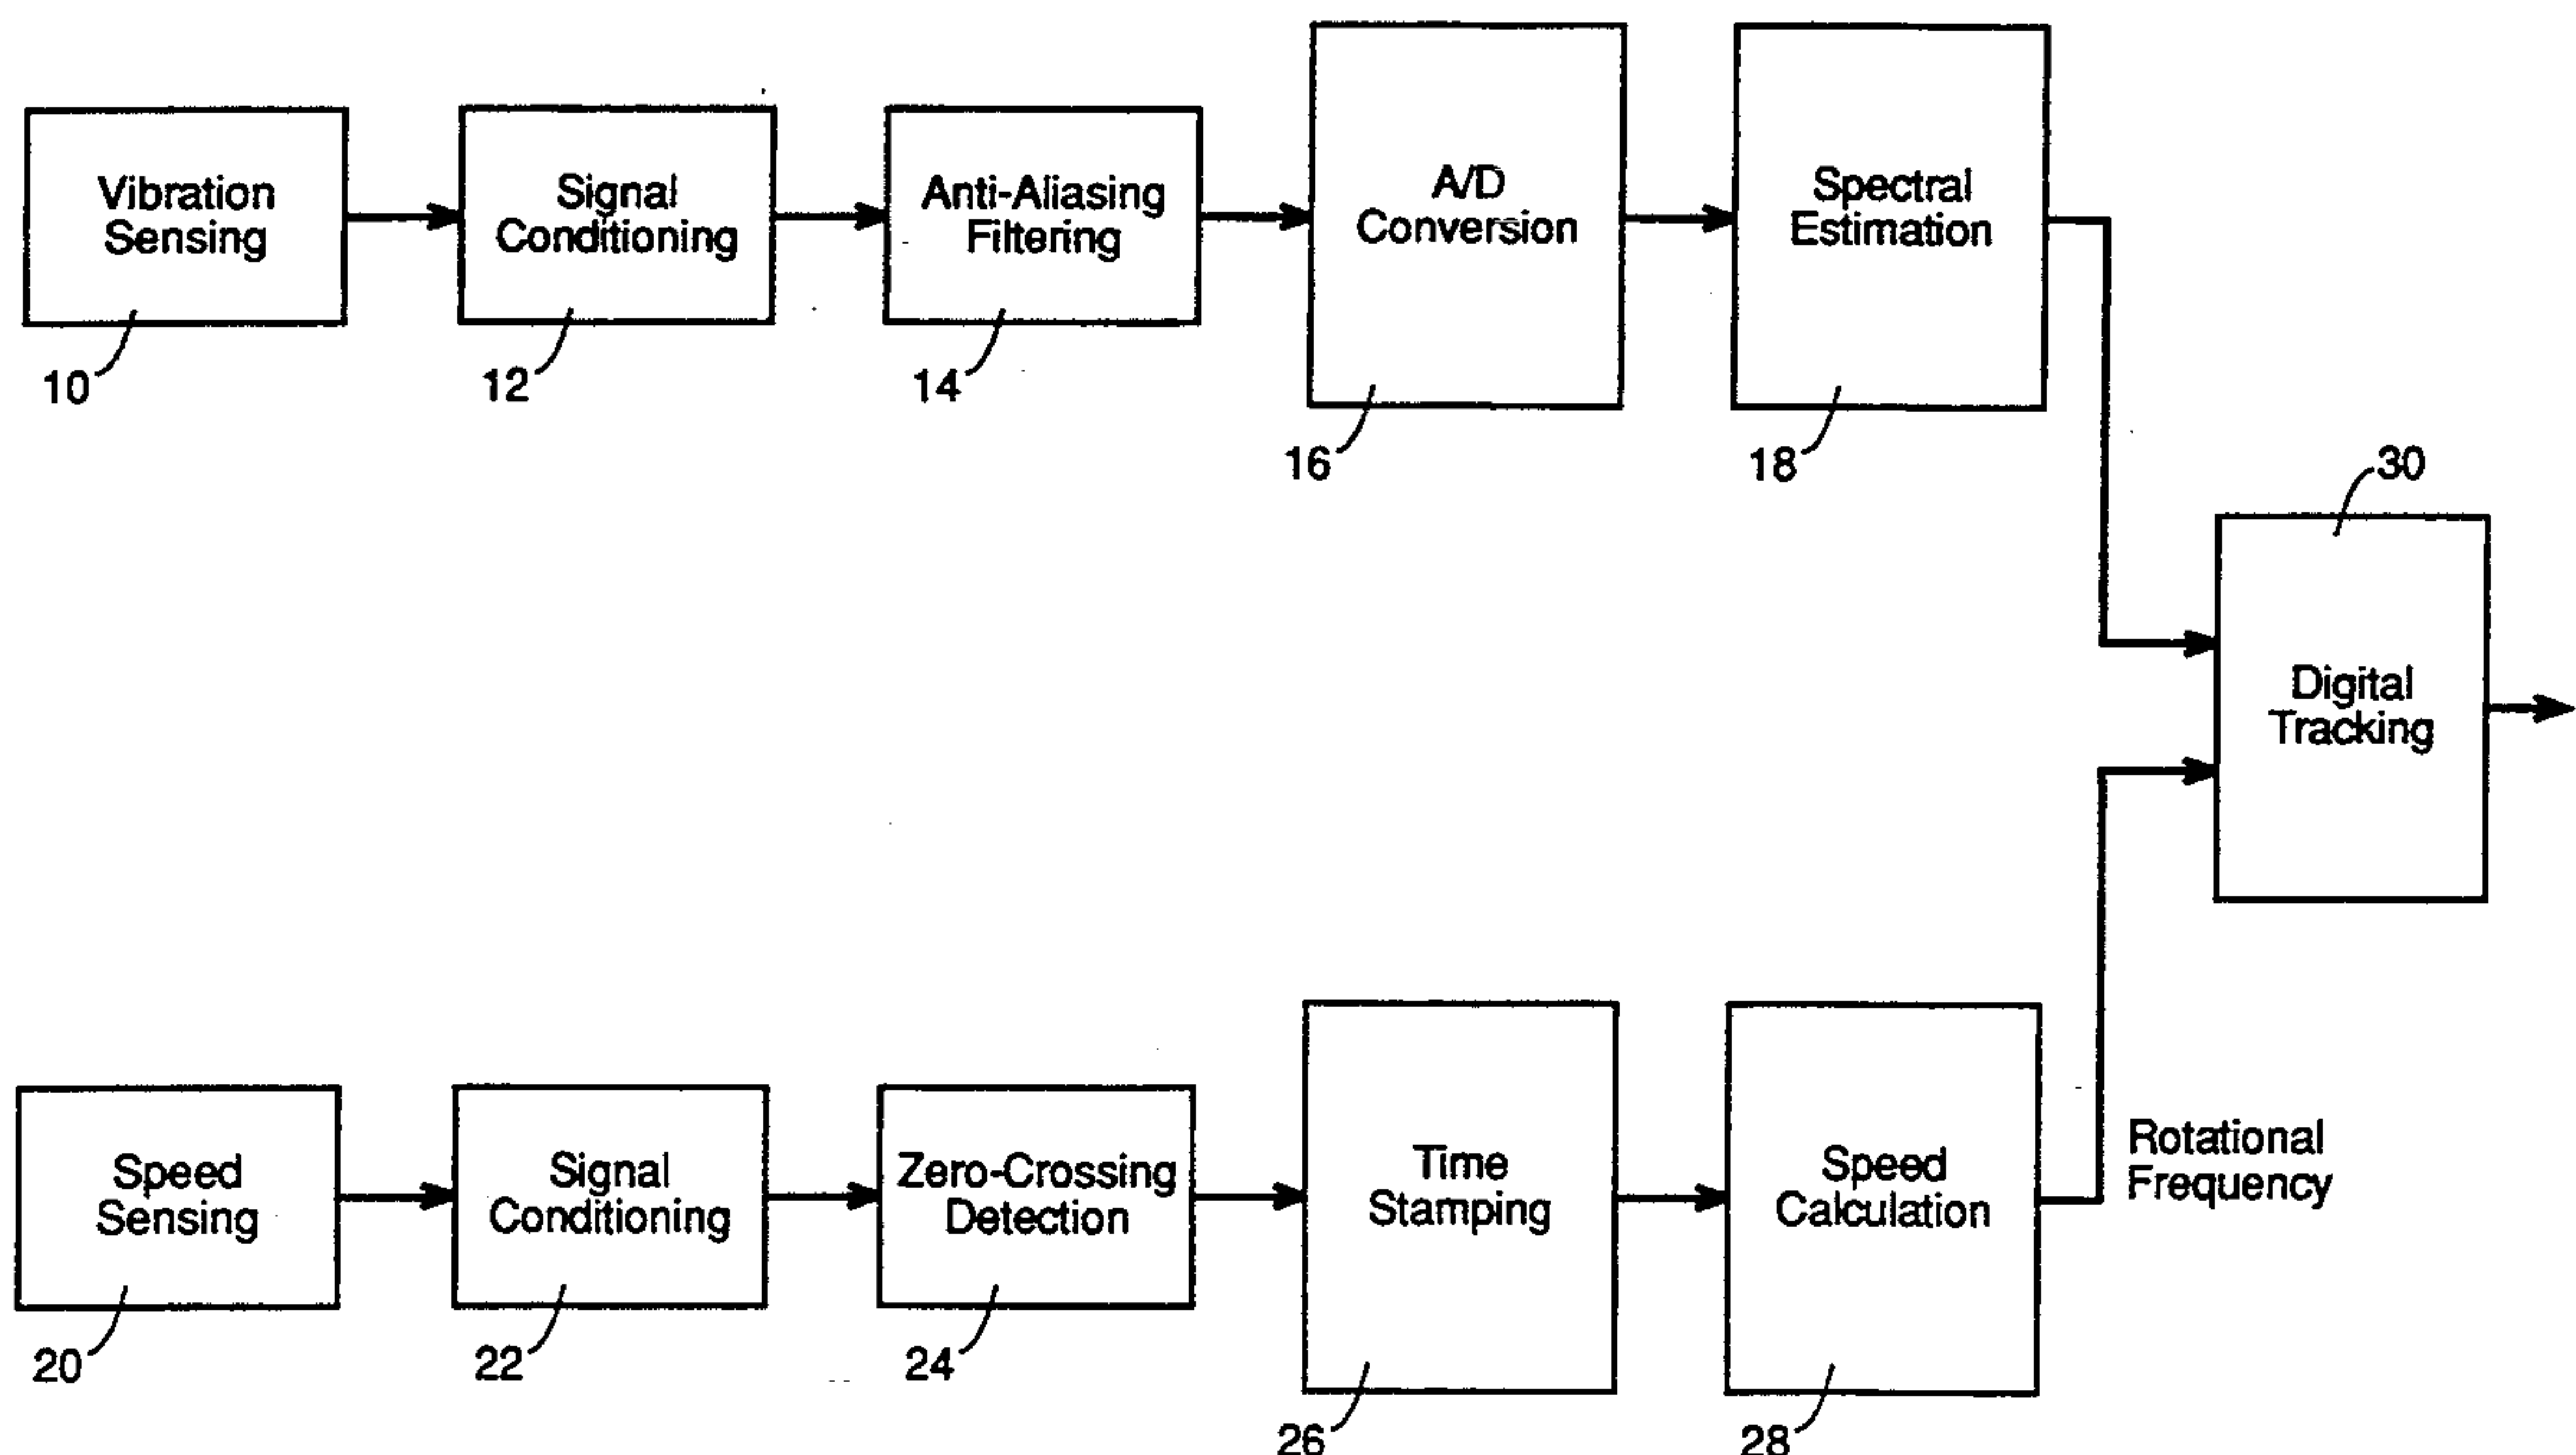 Vibration
Sensing
10
Signal
Conditioning
12
Anti-Aliasing
Filtering
14
A/D
Conversion
16
Spectral
Estimation
18
30
Digital
Tracking
Speed
Sensing
20
Signal
Conditioning
22
Zero-Crossing
Detection
24
Time
Stamping
26
Speed
Calculation
28
Rotational
Frequency